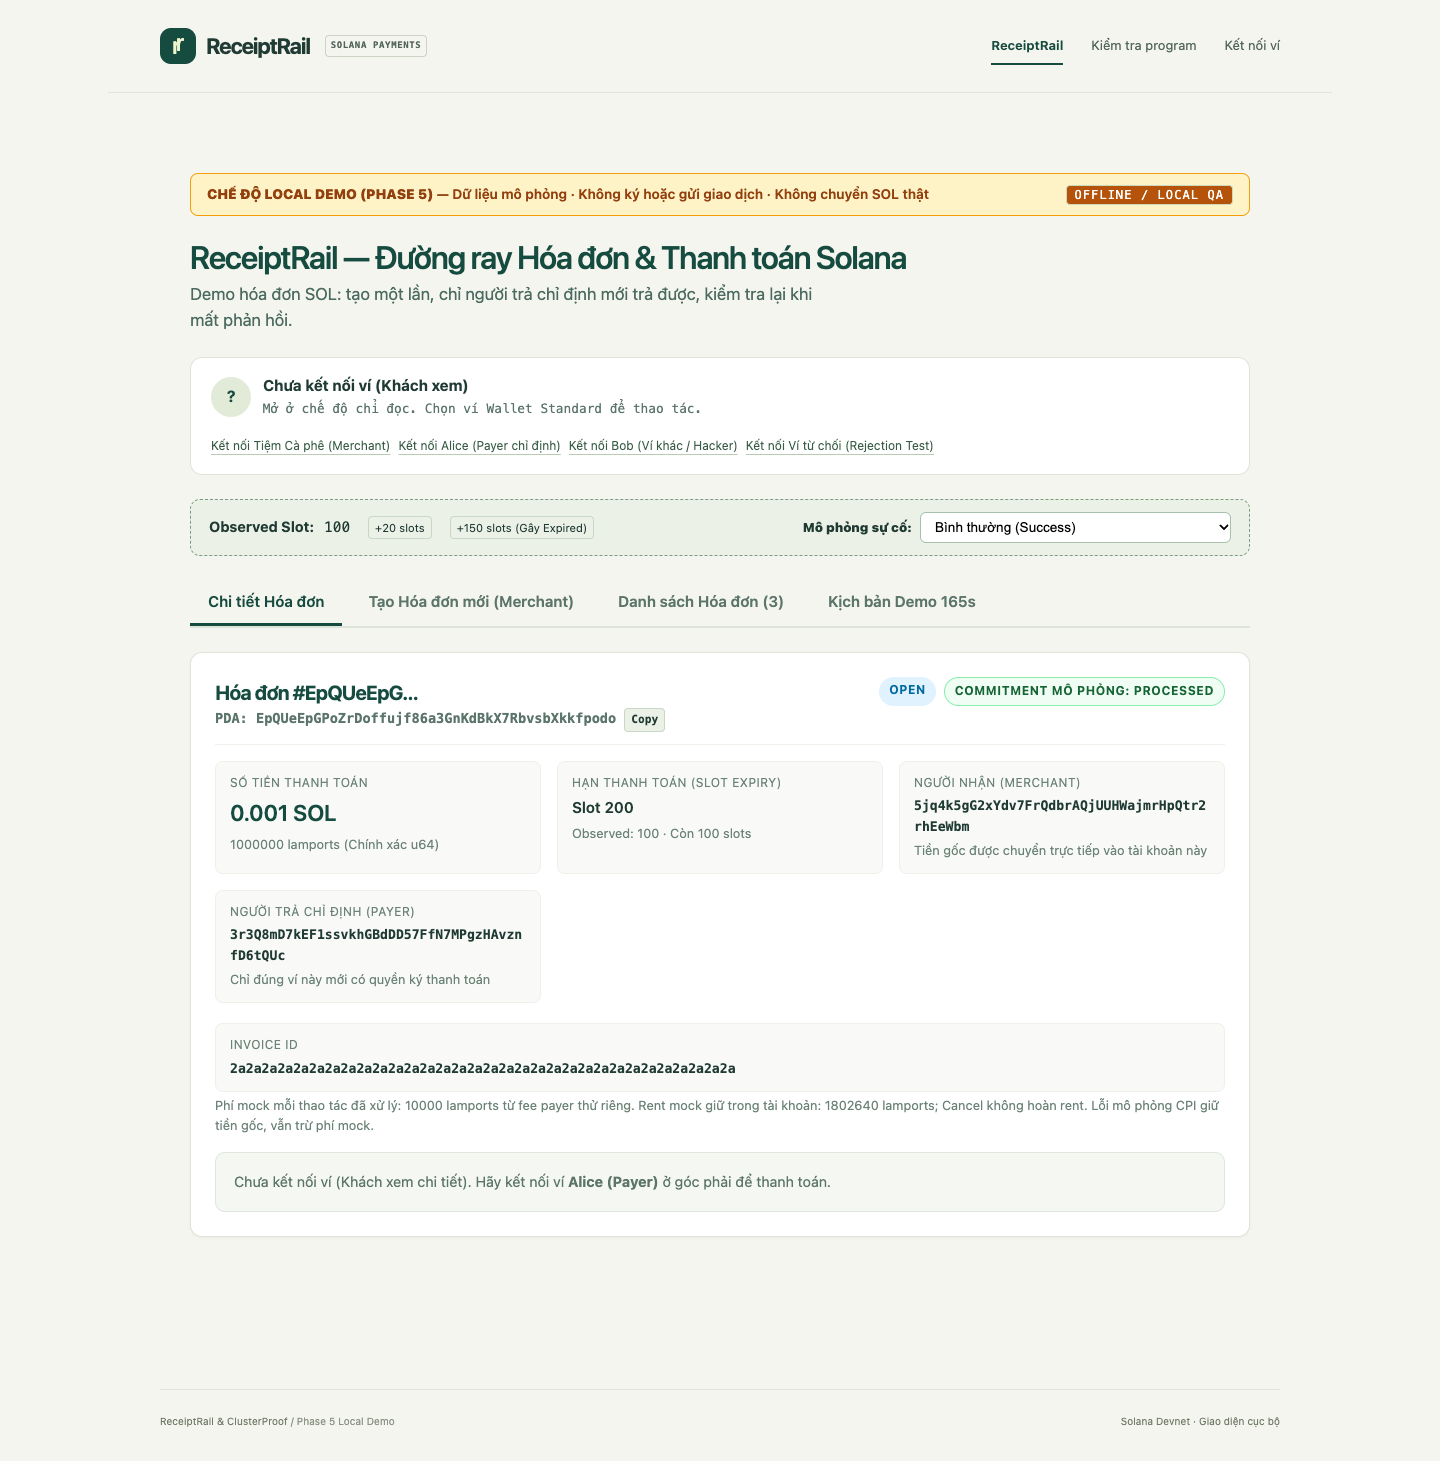 ReceiptRail
SOLANA PAYMENTS
ReceiptRail
Kiểm tra program
Kết nối ví
CHẾ ĐỘ LOCAL DEMO (PHASE 5) — Dữ liệu mô phỏng · Không ký hoặc gửi giao dịch · Không chuyển SOL thật
OFFLINE / LOCAL QA
ReceiptRail — Đường ray Hóa đơn & Thanh toán Solana
Demo hóa đơn SOL: tạo một lần, chỉ người trả chỉ định mới trả được, kiểm tra lại khi
mất phản hồi.
?
Chưa kết nối ví (Khách xem)
Mở ở chế độ chỉ đọc. Chọn ví Wallet Standard để thao tác.
Kết nối Tiệm Cà phê (Merchant)
Kết nối Alice (Payer chỉ định)
Kết nối Bob (Ví khác / Hacker)
Kết nối Ví từ chối (Rejection Test)
Observed Slot: 100
+20 slots
+150 slots (Gây Expired)
Mô phỏng sự cố:
Bình thường (Success)
Chi tiết Hóa đơn
Tạo Hóa đơn mới (Merchant)
Danh sách Hóa đơn (3)
Kịch bản Demo 165s
Hóa đơn #EpQUeEpG...
OPEN
COMMITMENT MÔ PHỎNG: PROCESSED
PDA: EpQUeEpGPoZrDoffujf86a3GnKdBkX7RbvsbXkkfpodo
Copy
SỐ TIỀN THANH TOÁN
0.001 SOL
1000000 lamports (Chính xác u64)
HẠN THANH TOÁN (SLOT EXPIRY)
Slot 200
Observed: 100 · Còn 100 slots
NGƯỜI NHẬN (MERCHANT)
5jq4k5gG2xYdv7FrQdbrAQjUUHWajmrHpQtr2
rhEeWbm
Tiền gốc được chuyển trực tiếp vào tài khoản này
NGƯỜI TRẢ CHỈ ĐỊNH (PAYER)
3r3Q8mD7kEF1ssvkhGBdDD57FfN7MPgzHAvzn
fD6tQUc
Chỉ đúng ví này mới có quyền ký thanh toán
INVOICE ID
2a2a2a2a2a2a2a2a2a2a2a2a2a2a2a2a2a2a2a2a2a2a2a2a2a2a2a2a2a2a2a2a
Phí mock mỗi thao tác đã xử lý: 10000 lamports từ fee payer thử riêng. Rent mock giữ trong tài khoản: 1802640 lamports; Cancel không hoàn rent. Lỗi mô phỏng CPI giữ
tiền gốc, vẫn trừ phí mock.
Chưa kết nối ví (Khách xem chi tiết). Hãy kết nối ví Alice (Payer) ở góc phải để thanh toán.
ReceiptRail & ClusterProof / Phase 5 Local Demo
Solana Devnet · Giao diện cục bộ